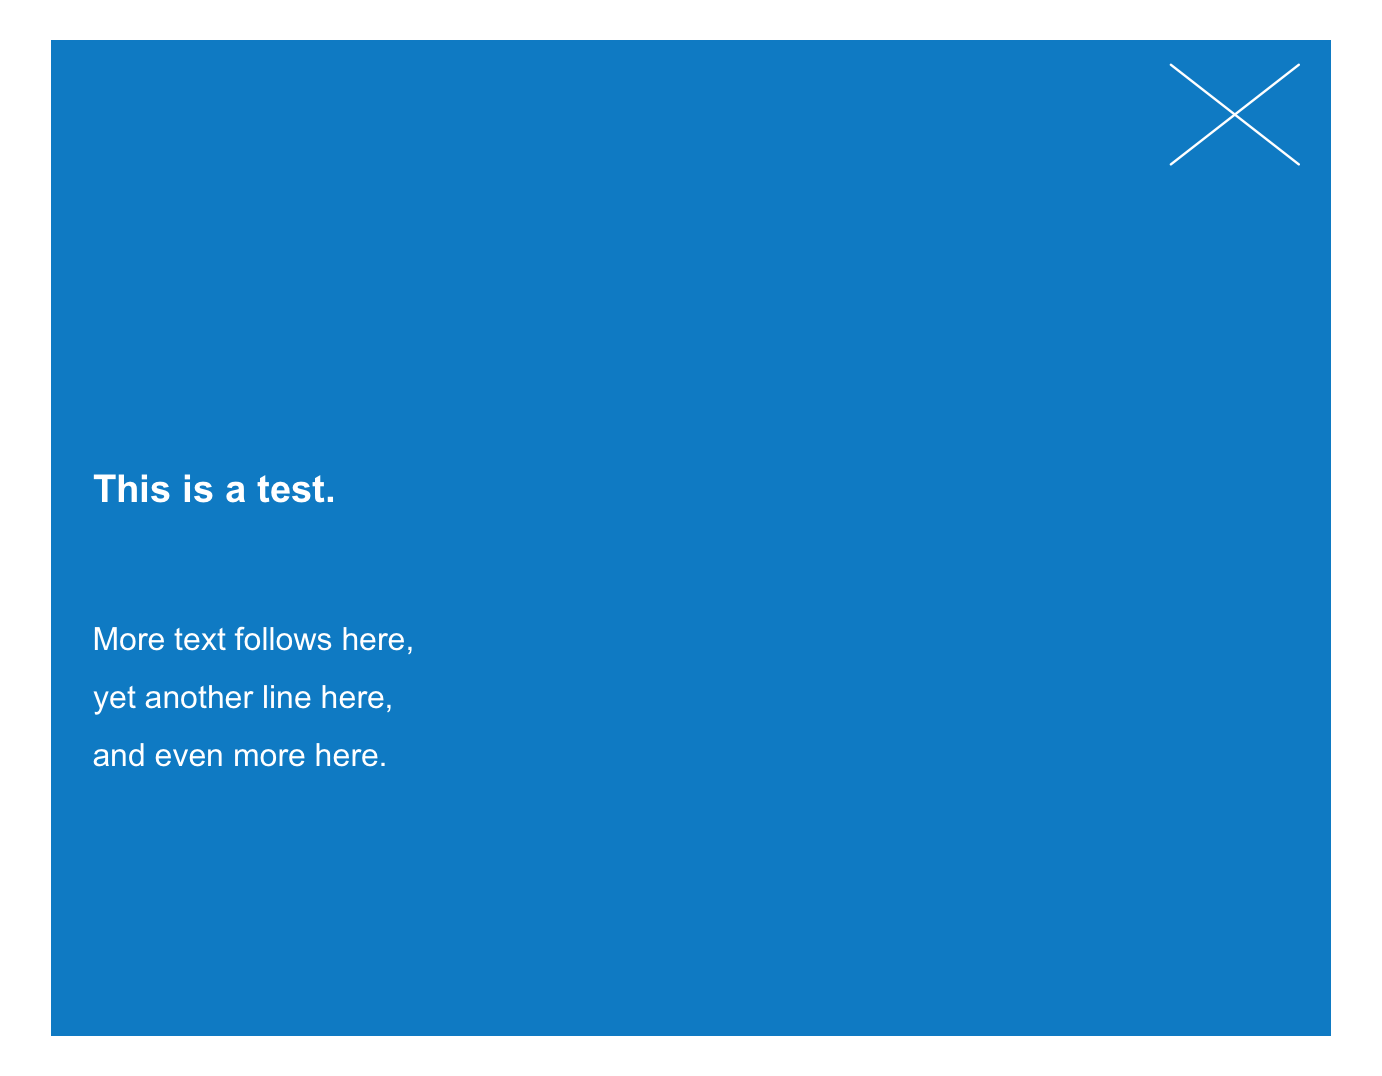 This is a test.
More text follows here,
yet another line here,
and even more here.